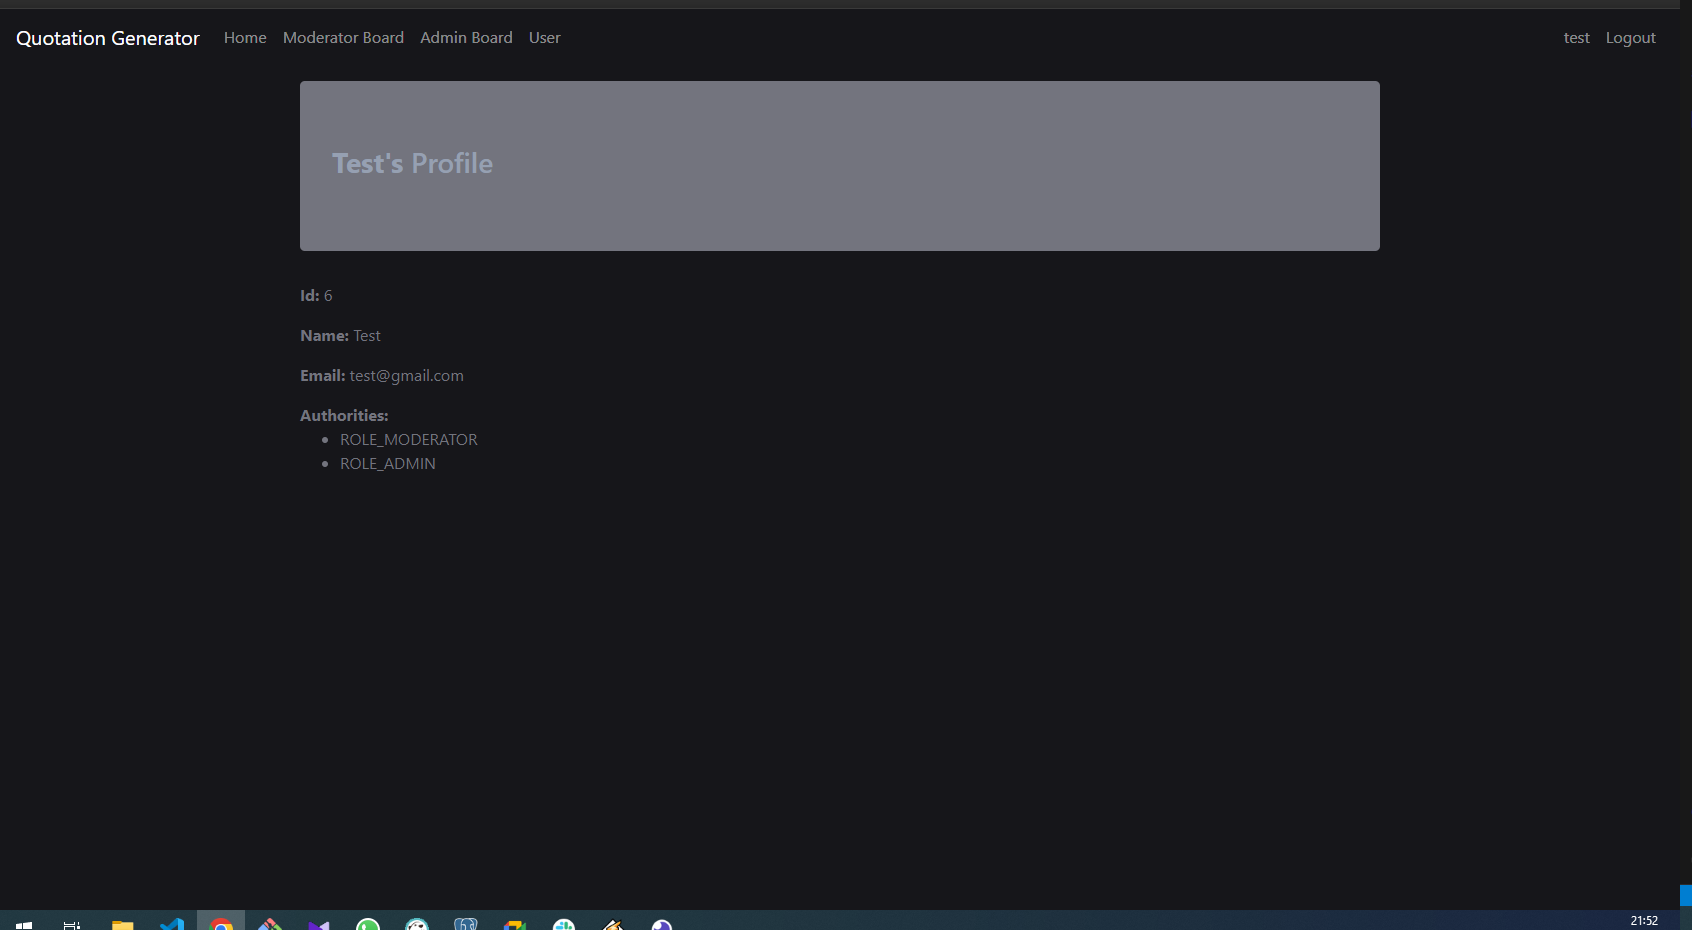 Quotation Generator Home Moderator Board Admin Board User test Logout
Test's Profile
Id: 6
Name: Test
Email: test@gmail.com
Authorities:
ROLE_MODERATOR
ROLE_ADMIN
21:52